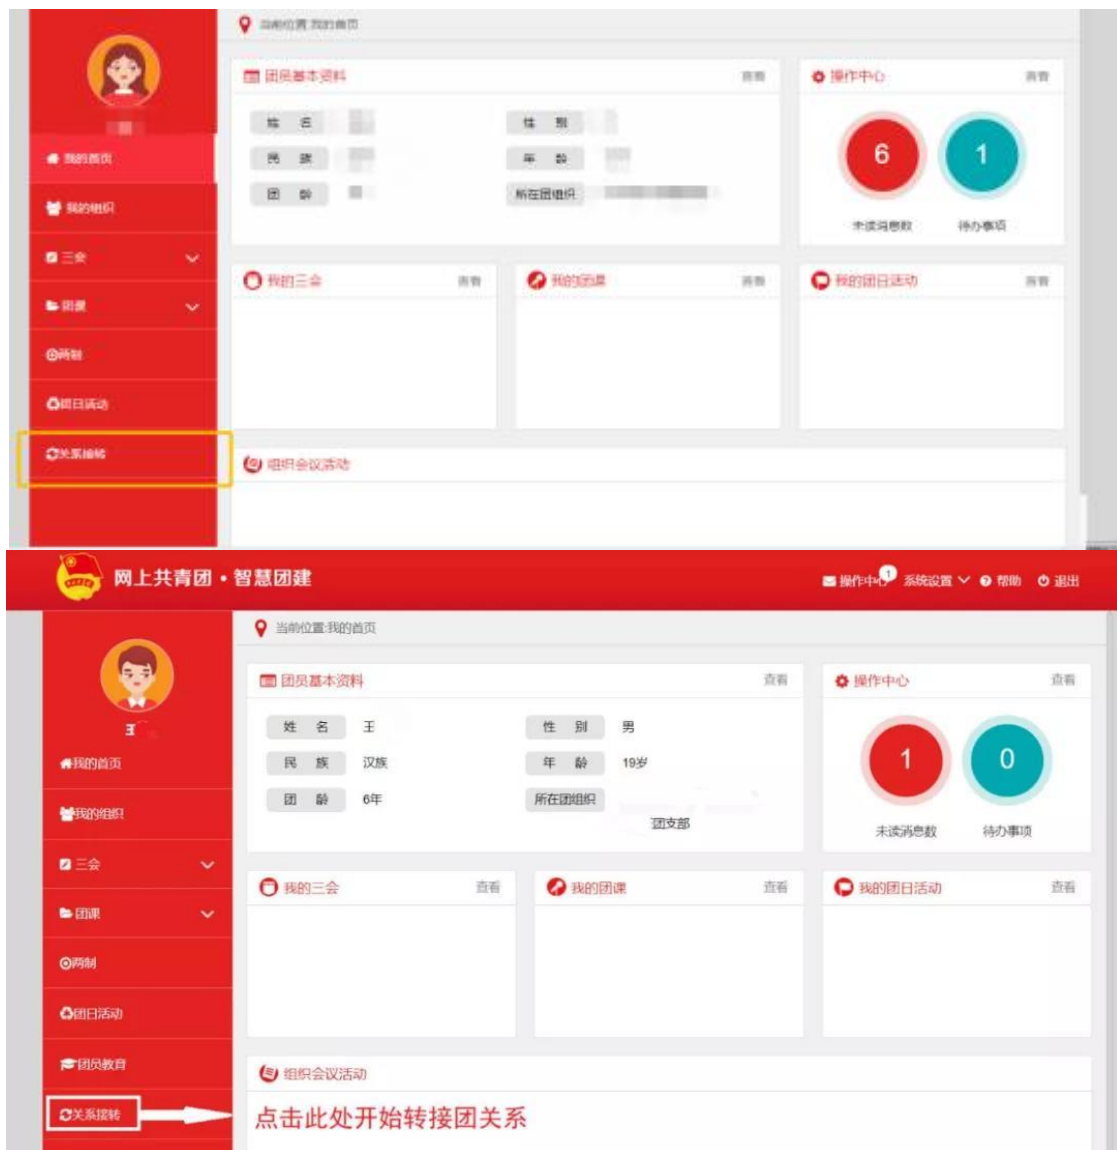 当前位置:我的首页
团员基本资料 查看
操作中心 查看
姓 名
性 别
6 1
我的首页
民 族
年 龄
团 龄
所在团组织
我的组织
未读消息数 待办事项
三会
我的三会 查看
我的团课 查看
我的团日活动 查看
团课
两制
团日活动
关系接转
组织会议活动
网上共青团·智慧团建
操作中心 1 系统设置 帮助 退出
当前位置:我的首页
团员基本资料 查看
操作中心 查看
姓 名 王
性 别 男
王
1 0
我的首页
民 族 汉族
年 龄 19岁
团 龄 6年
所在团组织
我的组织
团支部
未读消息数 待办事项
三会
我的三会 查看
我的团课 查看
我的团日活动 查看
团课
两制
团日活动
团员教育
组织会议活动
关系接转
点击此处开始转接团关系